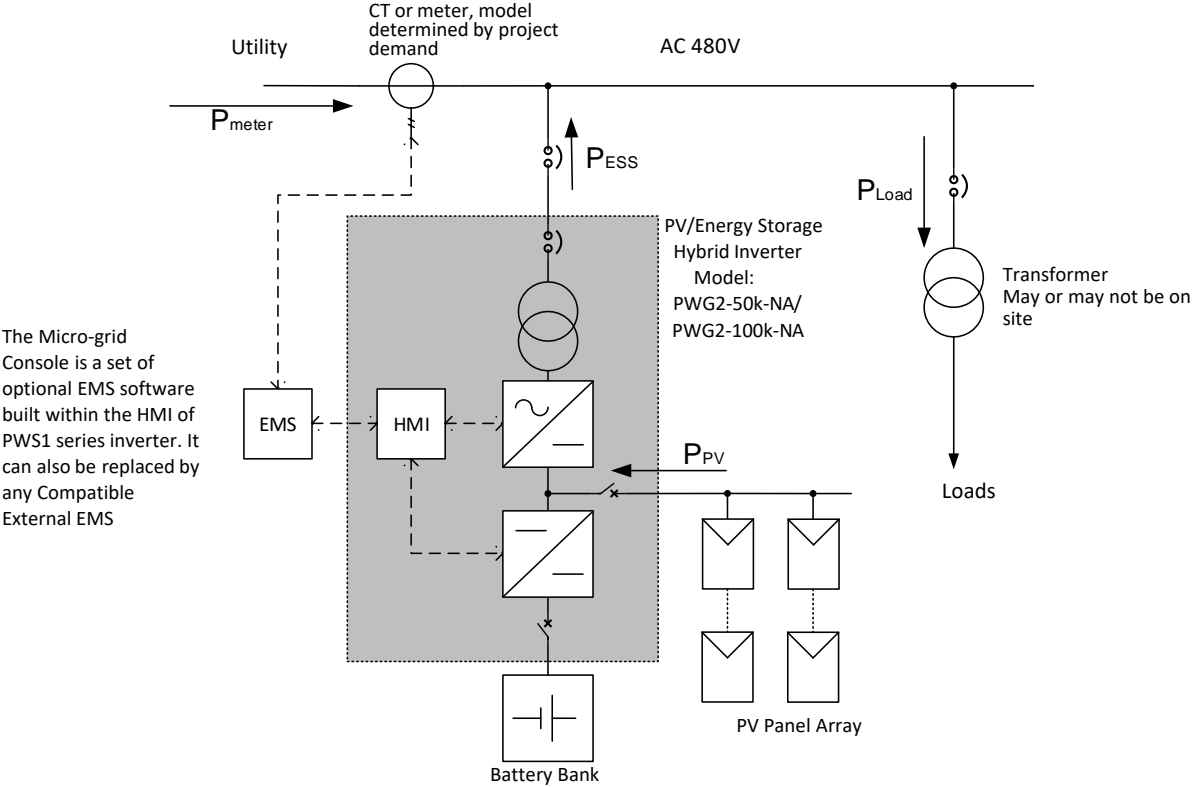 CT or meter, model
determined by project
demand
Utility
AC 480V
Pmeter
PESS
PLoad
PV/Energy Storage
Hybrid Inverter
Model:
PWG2-50k-NA/
PWG2-100k-NA
Transformer
May or may not be on
site
The Micro-grid
Console is a set of
optional EMS software
built within the HMI of
PWS1 series inverter. It
can also be replaced by
any Compatible
External EMS
EMS
HMI
PPV
Loads
PV Panel Array
Battery Bank